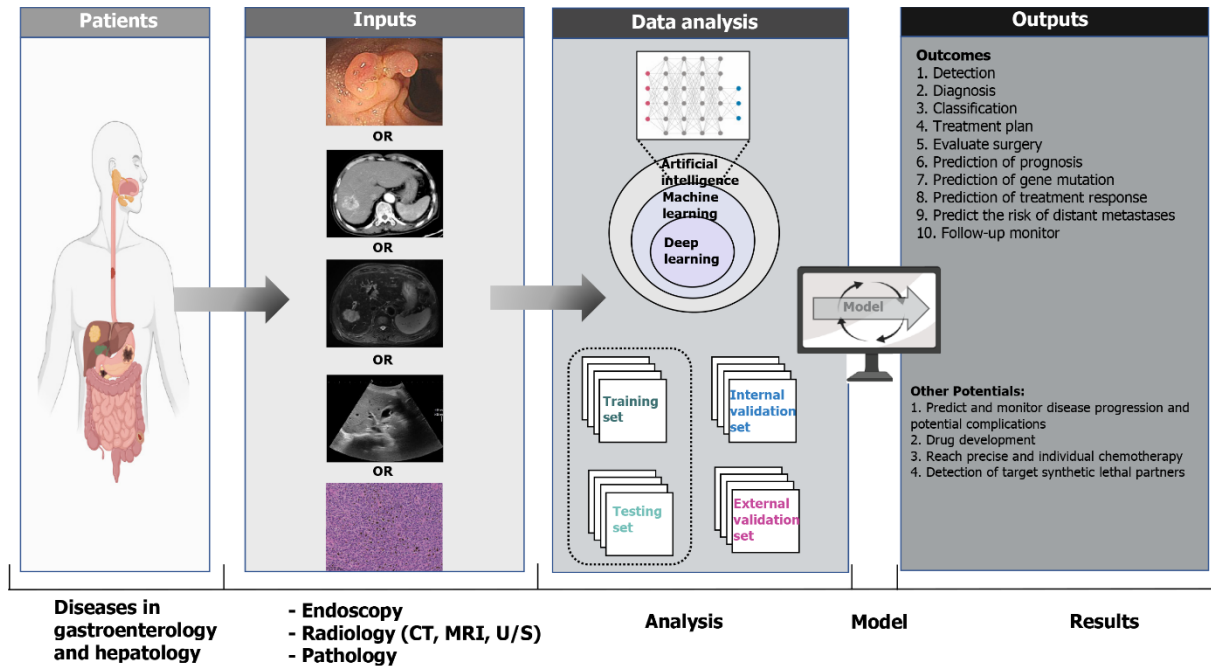 Patients
Inputs
Data analysis
Outputs
OR
OR
OR
OR
Artificial
intelligence
Machine
learning
Deep
learning
Training
set
Internal
validation
set
Testing
set
External
validation
set
Model
Outcomes
1. Detection
2. Diagnosis
3. Classification
4. Treatment plan
5. Evaluate surgery
6. Prediction of prognosis
7. Prediction of gene mutation
8. Prediction of treatment response
9. Predict the risk of distant metastases
10. Follow-up monitor
Other Potentials:
1. Predict and monitor disease progression and
potential complications
2. Drug development
3. Reach precise and individual chemotherapy
4. Detection of target synthetic lethal partners
Diseases in
gastroenterology
and hepatology
- Endoscopy
- Radiology (CT, MRI, U/S)
- Pathology
Analysis
Model
Results